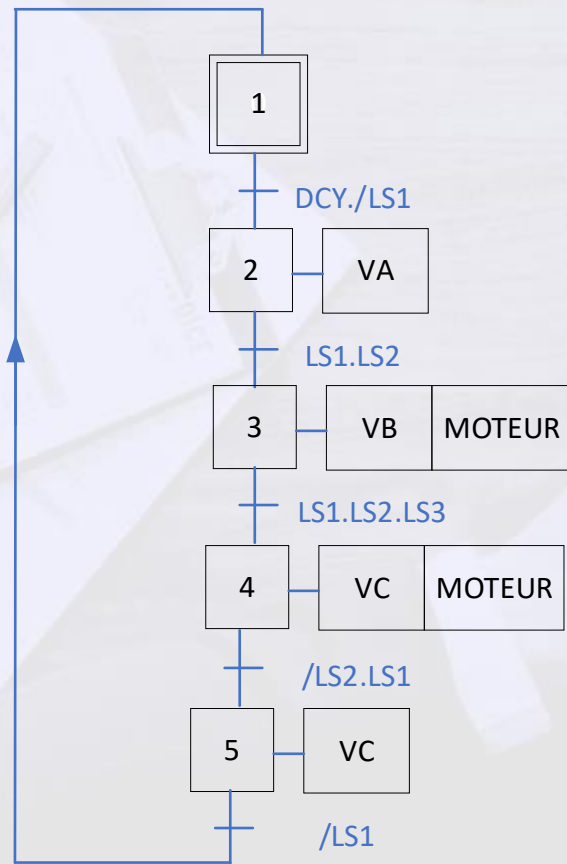 1
DCY./LS1
2 VA
LS1.LS2
3 VB MOTEUR
LS1.LS2.LS3
4 VC MOTEUR
/LS2.LS1
5 VC
/LS1